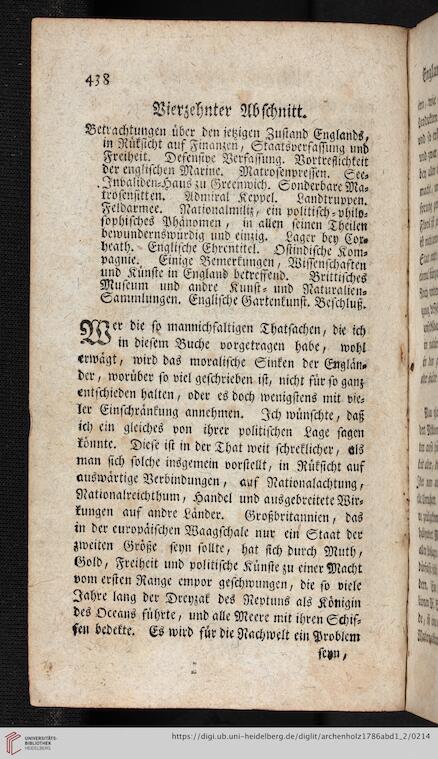 438
Vierzehnter Abschnitt.
Betrachtungen über den jetzigen Zustand Englands,
in Rüksicht auf Finanzen, Staatsverfassung und
Freiheit. Defensive Verfassung. Vortreflichkeit
der englischen Marine. Matrosenpressen. See-
Invaliden-Haus zu Greenwich. Sonderbare Ma-
trosensitten. Admiral Keppel. Landtruppen.
Feldarmee. Nationalmiliz, ein politisch-philo-
sophisches Phänomen, in allen seinen Theilen
bewundernswürdig und einzig. Lager bey Cox-
heath. Englische Ehrentitel. Ostindische Kom-
pagnie. Einige Bemerkungen, Wissenschaften
und Künste in England betreffend. Brittisches
Museum und andre Kunst- und Naturalien-
Sammlungen. Englische Gartenkunst. Beschluß.
Wer die so mannichfaltigen Thatsachen, die ich
in diesem Buche vorgetragen habe, wohl
erwägt, wird das moralische Sinken der Englän-
der, worüber so viel geschrieben ist, nicht für so ganz
entschieden halten, oder es doch wenigstens mit vie-
ler Einschränkung annehmen. Ich wünschte, daß
ich ein gleiches von ihrer politischen Lage sagen
könnte. Diese ist in der That weit schreklicher, als
man sich solche insgemein vorstellt, in Rüksicht auf
auswärtige Verbindungen, auf Nationalachtung,
Nationalreichthum, Handel und ausgebreitete Wir-
kungen auf andre Länder. Großbritannien, das
in der europäischen Waagschale nur ein Staat der
zweiten Größe seyn sollte, hat sich durch Muth,
Gold, Freiheit und politische Künste zu einer Macht
vom ersten Range empor geschwungen, die so viele
Jahre lang der Dreyzak des Neptuns als Königin
des Oceans führte, und alle Meere mit ihren Schif-
fen bedekte. Es wird für die Nachwelt ein Problem
seyn,
UNIVERSITÄTS-
BIBLIOTHEK
HEIDELBERG
https://digi.ub.uni-heidelberg.de/diglit/archenholz1786abd1_2/0214